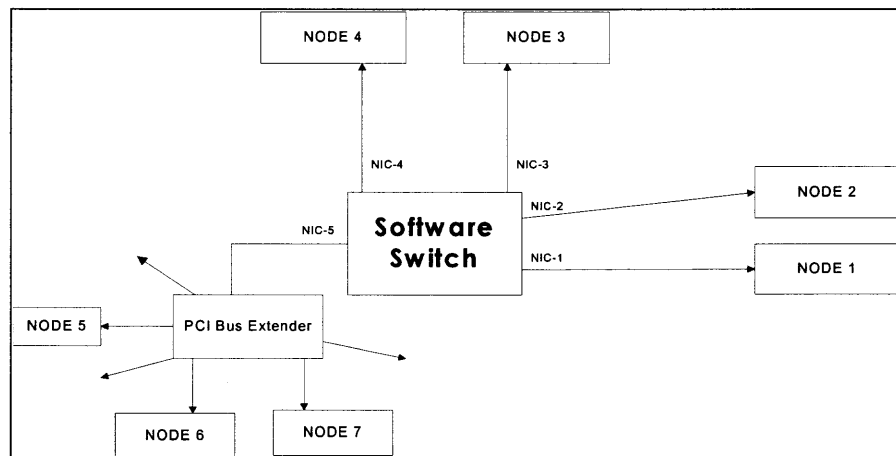 NODE 4
NODE 3
NIC-4
NIC-3
NODE 2
NIC-2
Software
Switch
NIC-5
NIC-1
NODE 1
PCI Bus Extender
NODE 5
NODE 6
NODE 7